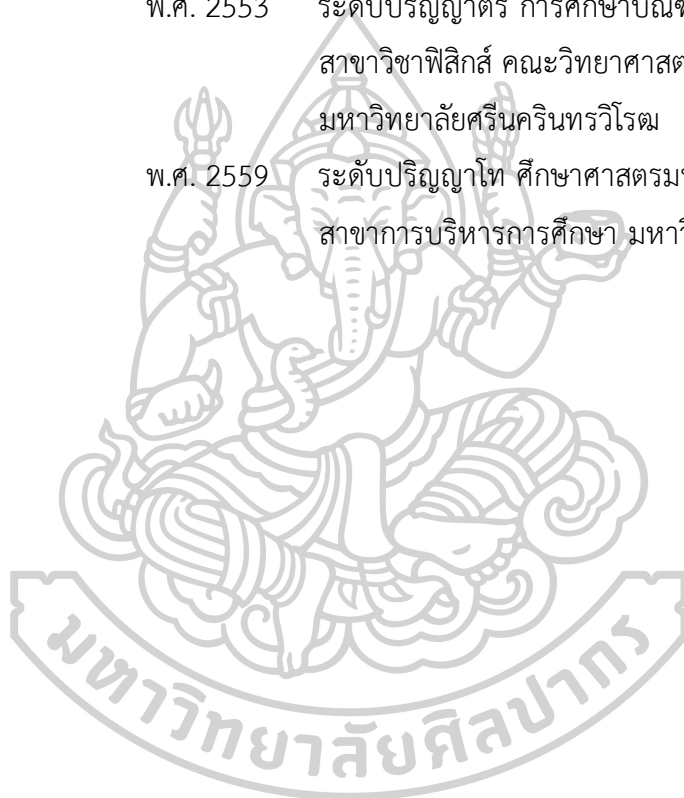 พ.ศ. 2553 ระดับปริญญาตรี การศึกษาบัณฑ
สาขาวิชาฟิสิกส์ คณะวิทยาศาสต
มหาวิทยาลัยศรีนครินทรวิโรฒ
พ.ศ. 2559 ระดับปริญญาโท ศึกษาศาสตรม
สาขาการบริหารการศึกษา มหาวิ
มหาวิทยาลัยศิลปากร